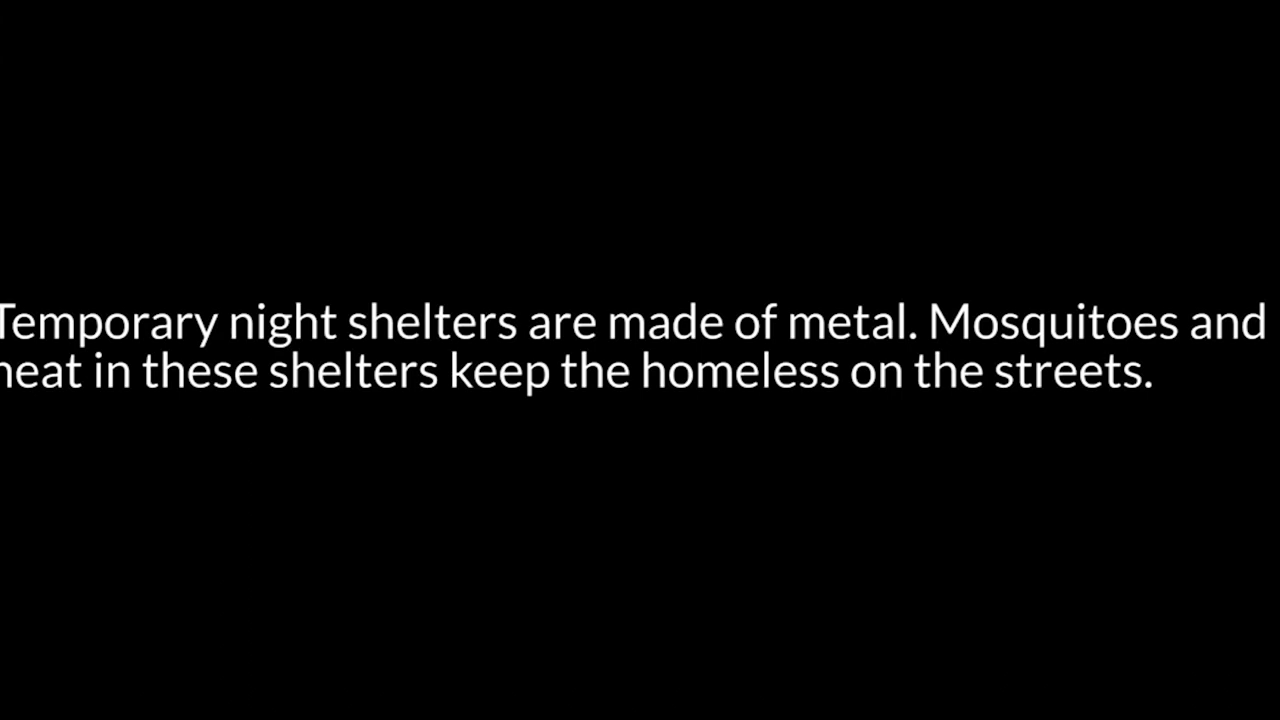 Temporary night shelters are made of metal. Mosquitoes and
heat in these shelters keep the homeless on the streets.